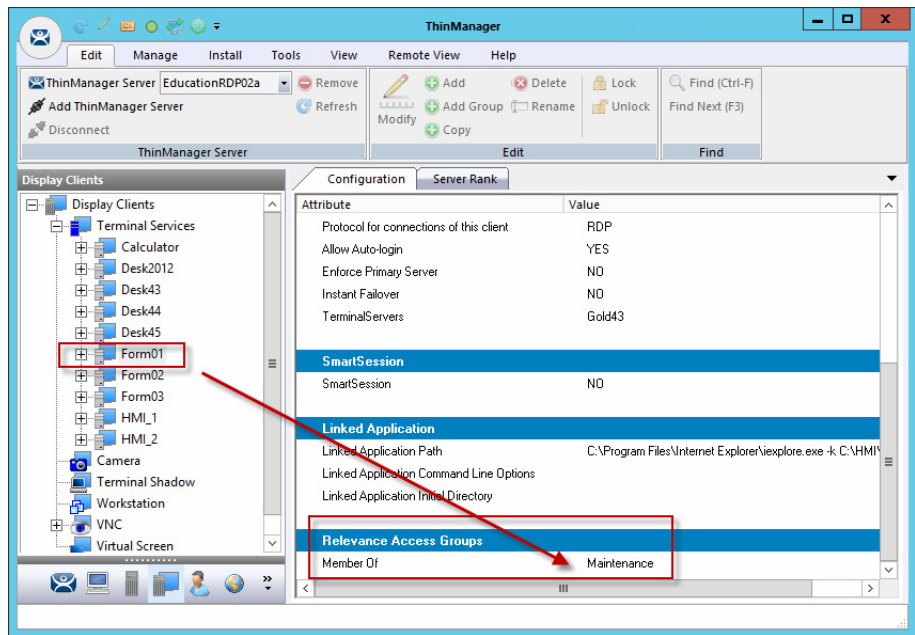 ThinManager
Edit Manage Install Tools View Remote View Help
ThinManager Server EducationRDP02a
Add ThinManager Server
Disconnect
ThinManager Server
Remove
Refresh
Modify
Add
Add Group
Copy
Delete
Rename
Lock
Unlock
Edit
Find (Ctrl-F)
Find Next (F3)
Find
Display Clients
Display Clients
Terminal Services
Calculator
Desk2012
Desk43
Desk44
Desk45
Form01
Form02
Form03
HMI_1
HMI_2
Camera
Terminal Shadow
Workstation
VNC
Virtual Screen
Configuration Server Rank
Attribute Value
Protocol for connections of this client RDP
Allow Auto-login YES
Enforce Primary Server NO
Instant Failover NO
TerminalServers Gold43
SmartSession
SmartSession NO
Linked Application
Linked Application Path C:\Program Files\Internet Explorer\iexplore.exe -k C:\HMI\
Linked Application Command Line Options
Linked Application Initial Directory
Relevance Access Groups
Member Of Maintenance